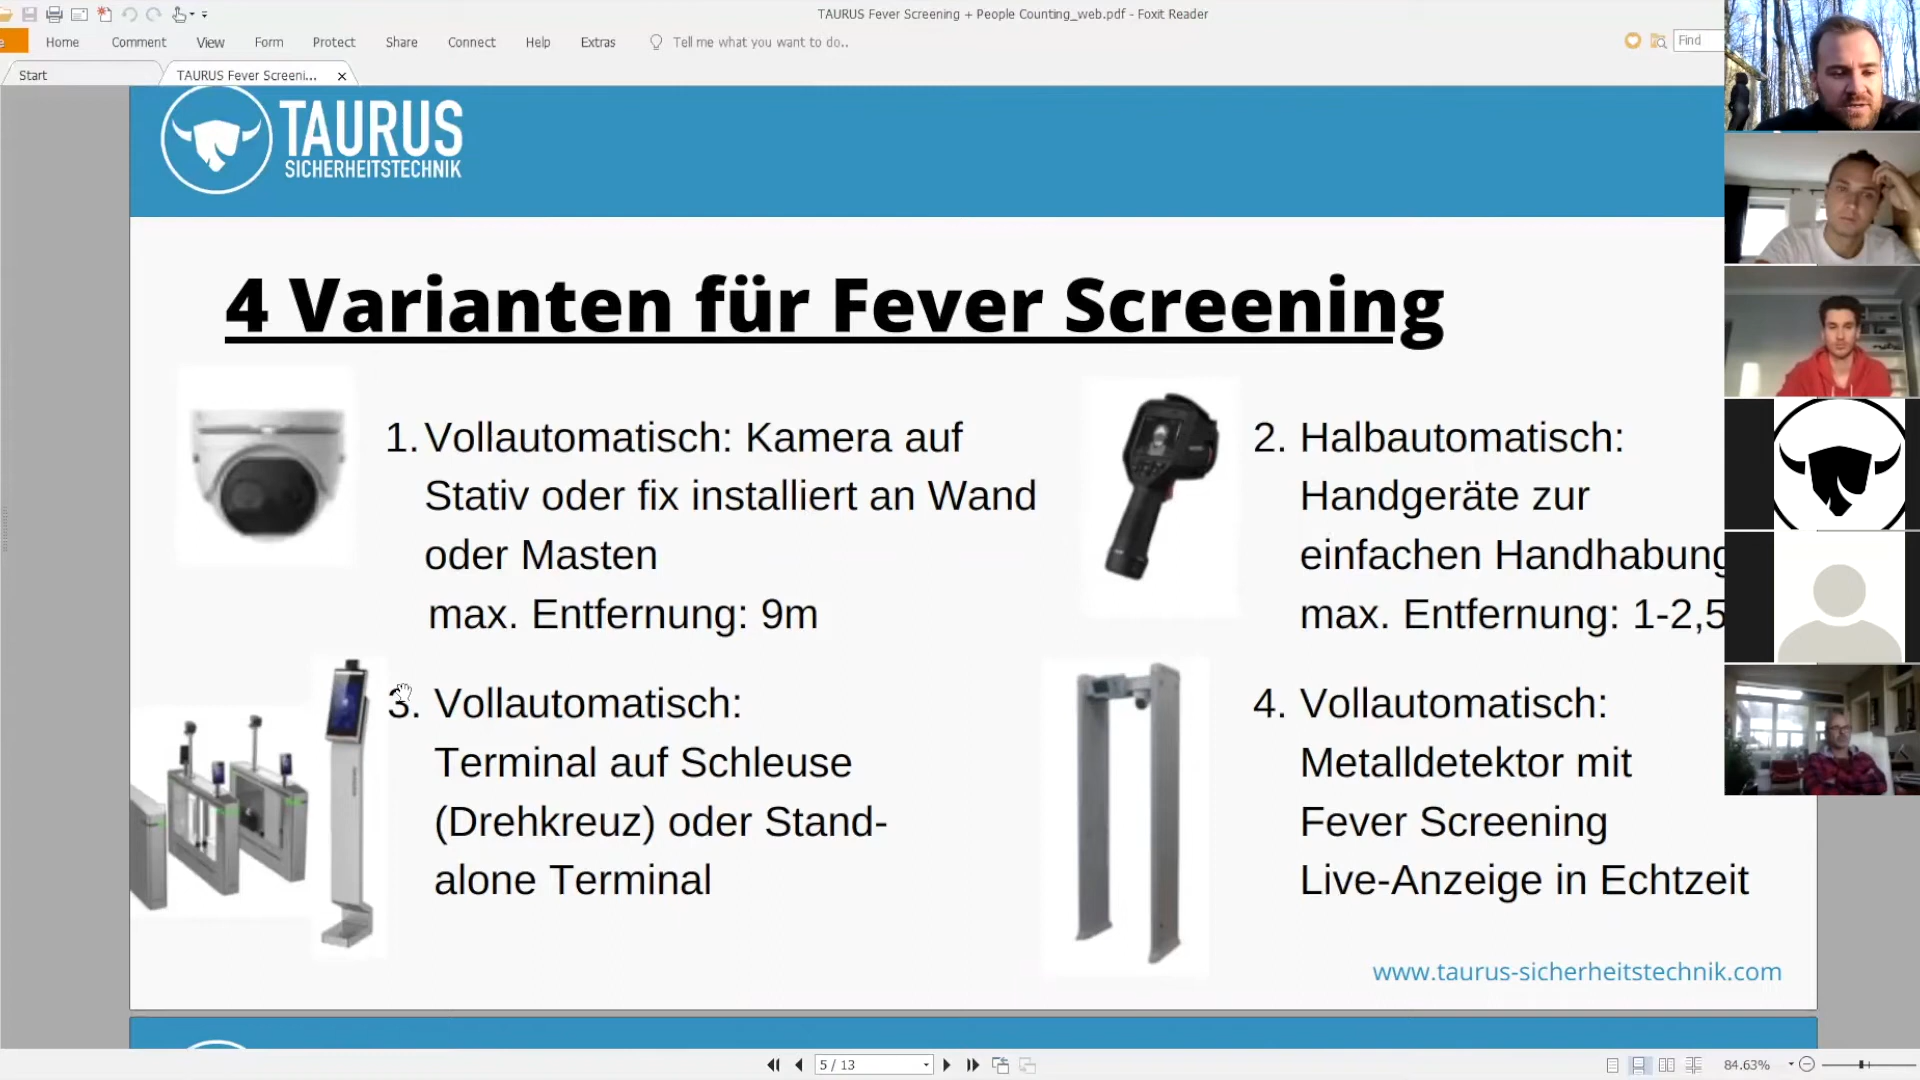 TAURUS Fever Screening + People Counting_web.pdf - Foxit Reader
Home Comment View Form Protect Share Connect Help Extras Tell me what you want to do.. Find
Start TAURUS Fever Screeni...
TAURUS
SICHERHEITSTECHNIK
4 Varianten für Fever Screening
1. Vollautomatisch: Kamera auf
Stativ oder fix installiert an Wand
oder Masten
max. Entfernung: 9m
2. Halbautomatisch:
Handgeräte zur
einfachen Handhabung
max. Entfernung: 1-2,5
3. Vollautomatisch:
Terminal auf Schleuse
(Drehkreuz) oder Stand-
alone Terminal
4. Vollautomatisch:
Metalldetektor mit
Fever Screening
Live-Anzeige in Echtzeit
www.taurus-sicherheitstechnik.com
5 / 13
84.63%